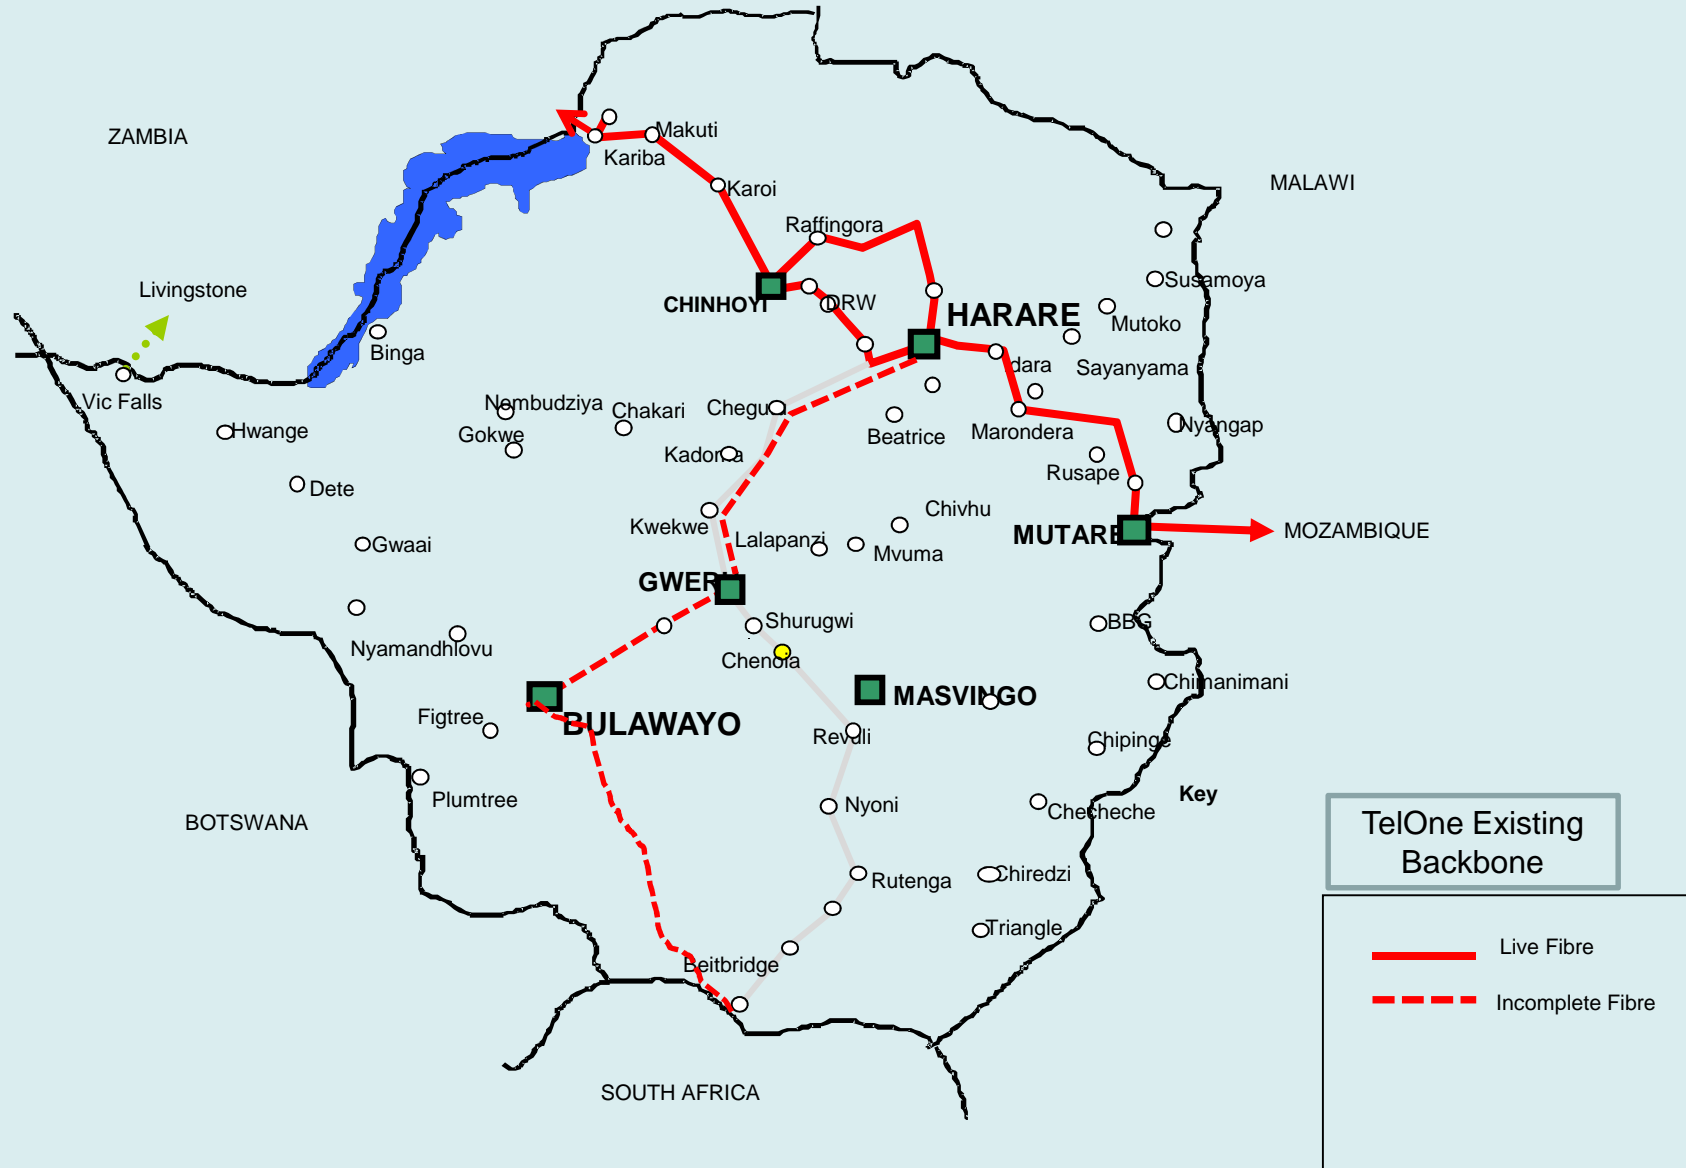 ZAMBIA
Makuti
Kariba
MALAWI
Karoi
Raffingora
Susamoya
Livingstone
CHINHOYI
DRW
HARARE
Mutoko
Binga
dara
Sayanyama
Vic Falls
Nembudziya
Chakari
Chegutu
Hwange
Gokwe
Beatrice
Marondera
Nyangap
Kadoma
Rusape
Dete
Kwekwe
Chivhu
Lalapanzi
MUTARE
MOZAMBIQUE
Gwaai
Mvuma
GWERU
Shurugwi
BBG
Nyamandhlovu
Chenola
Chimanimani
MASVINGO
Figtree
BULAWAYO
Revuli
Chipinge
Plumtree
Nyoni
Key
Checheche
BOTSWANA
TelOne Existing
Backbone
Rutenga
Chiredzi
Triangle
Live Fibre
Beitbridge
Incomplete Fibre
SOUTH AFRICA